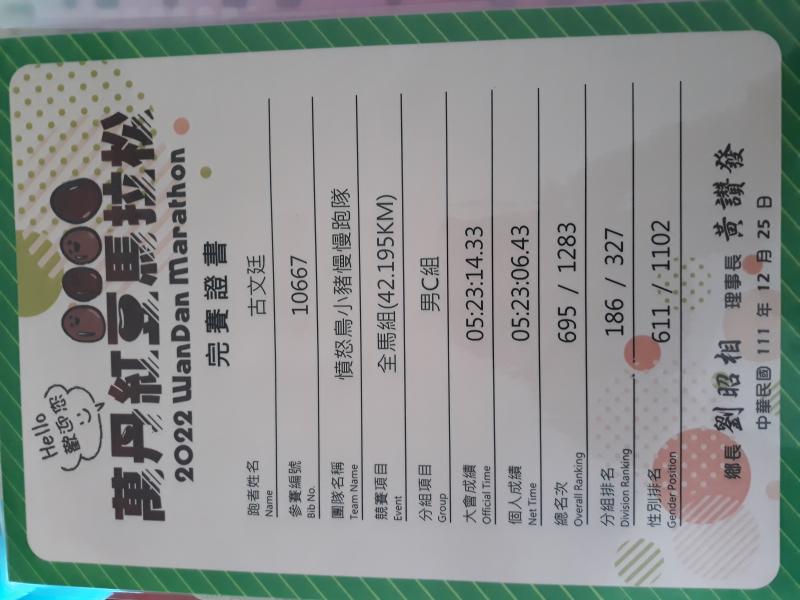 Hello
歡迎您
萬丹紅豆馬拉松
2022 WanDan Marathon
完賽證書
跑者姓名 古文廷
Name
參賽編號 10667
Bib No.
團隊名稱 憤怒鳥小豬慢慢跑隊
Team Name
競賽項目 全馬組(42.195KM)
Event
分組項目 男C組
Group
大會成績 05:23:14.33
Official Time
個人成績 05:23:06.43
Net Time
總名次 695 / 1283
Overall Ranking
分組排名 186 / 327
Division Ranking
性別排名 611 / 1102
Gender Position
鄉長 劉昭相 理事長 黃讚發
中華民國 111 年 12 月 25 日